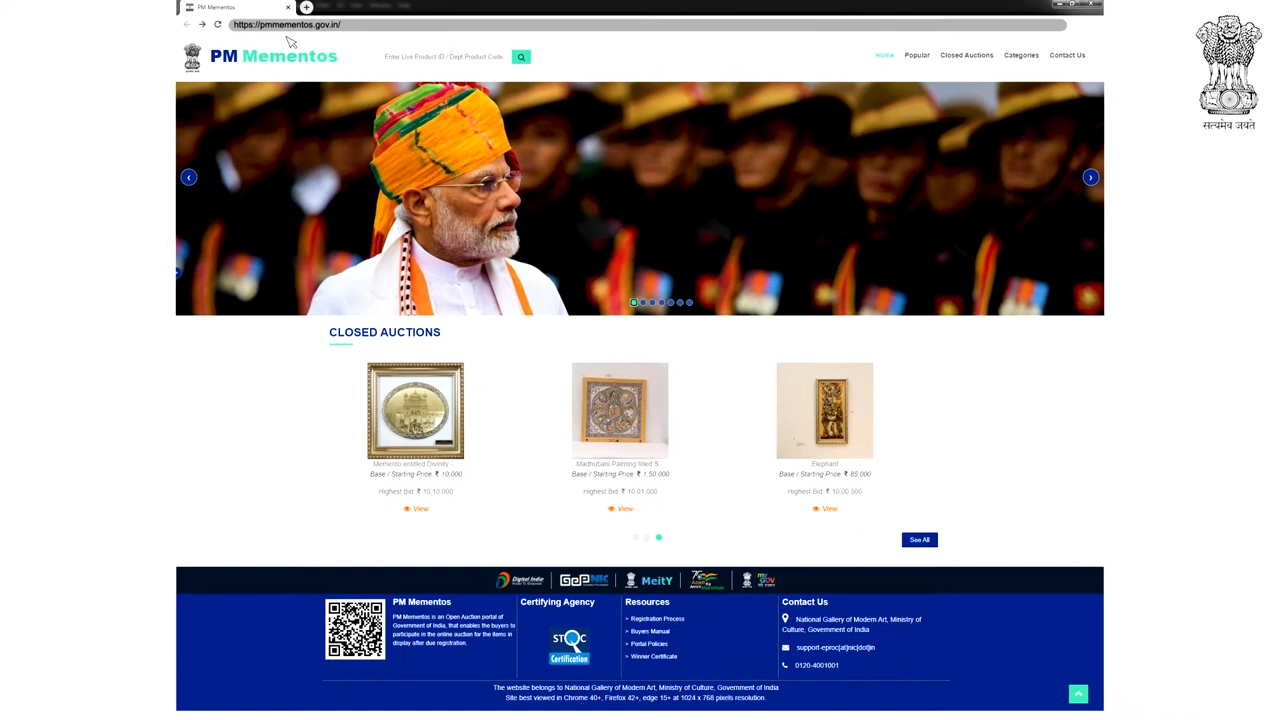 PM Mementos
https://pmmementos.gov.in/
PM Mementos
Enter Live Product ID / Dept Product Code
Home Popular Closed Auctions Categories Contact Us
सत्यमेव जयते
CLOSED AUCTIONS
Memento entitled Divinity -
Base / Starting Price ₹ 10,000
Highest Bid: ₹ 10,10,000
View
Madhubani Painting titled S
Base / Starting Price: ₹ 1,50,000
Highest Bid: ₹ 10,01,000
View
Elephant
Base / Starting Price: ₹ 85,000
Highest Bid: ₹ 10,00,500
View
See All
Digital India
GePNIC
MeitY
my GOV
PM Mementos
PM Mementos is an Open Auction portal of
Government of India, that enables the buyers to
participate in the online auction for the items in
display after due registration.
Certifying Agency
STQC
Certification
Resources
> Registration Process
> Buyers Manual
> Portal Policies
> Winner Certificate
Contact Us
National Gallery of Modern Art, Ministry of
Culture, Government of India
support-eproc[at]nic[dot]in
0120-4001001
The website belongs to National Gallery of Modern Art, Ministry of Culture, Government of India
Site best viewed in Chrome 40+, Firefox 42+, edge 15+ at 1024 x 768 pixels resolution.